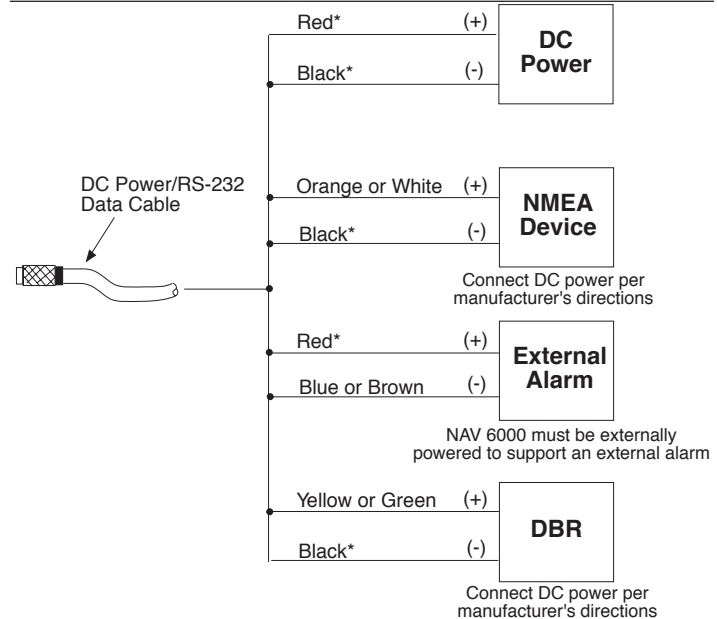 Red* (+)
DC
Power
Black* (-)
DC Power/RS-232
Data Cable
Orange or White (+)
NMEA
Device
Black* (-)
Connect DC power per
manufacturer's directions
Red* (+)
External
Alarm
Blue or Brown (-)
NAV 6000 must be externally
powered to support an external alarm
Yellow or Green (+)
DBR
Black* (-)
Connect DC power per
manufacturer's directions